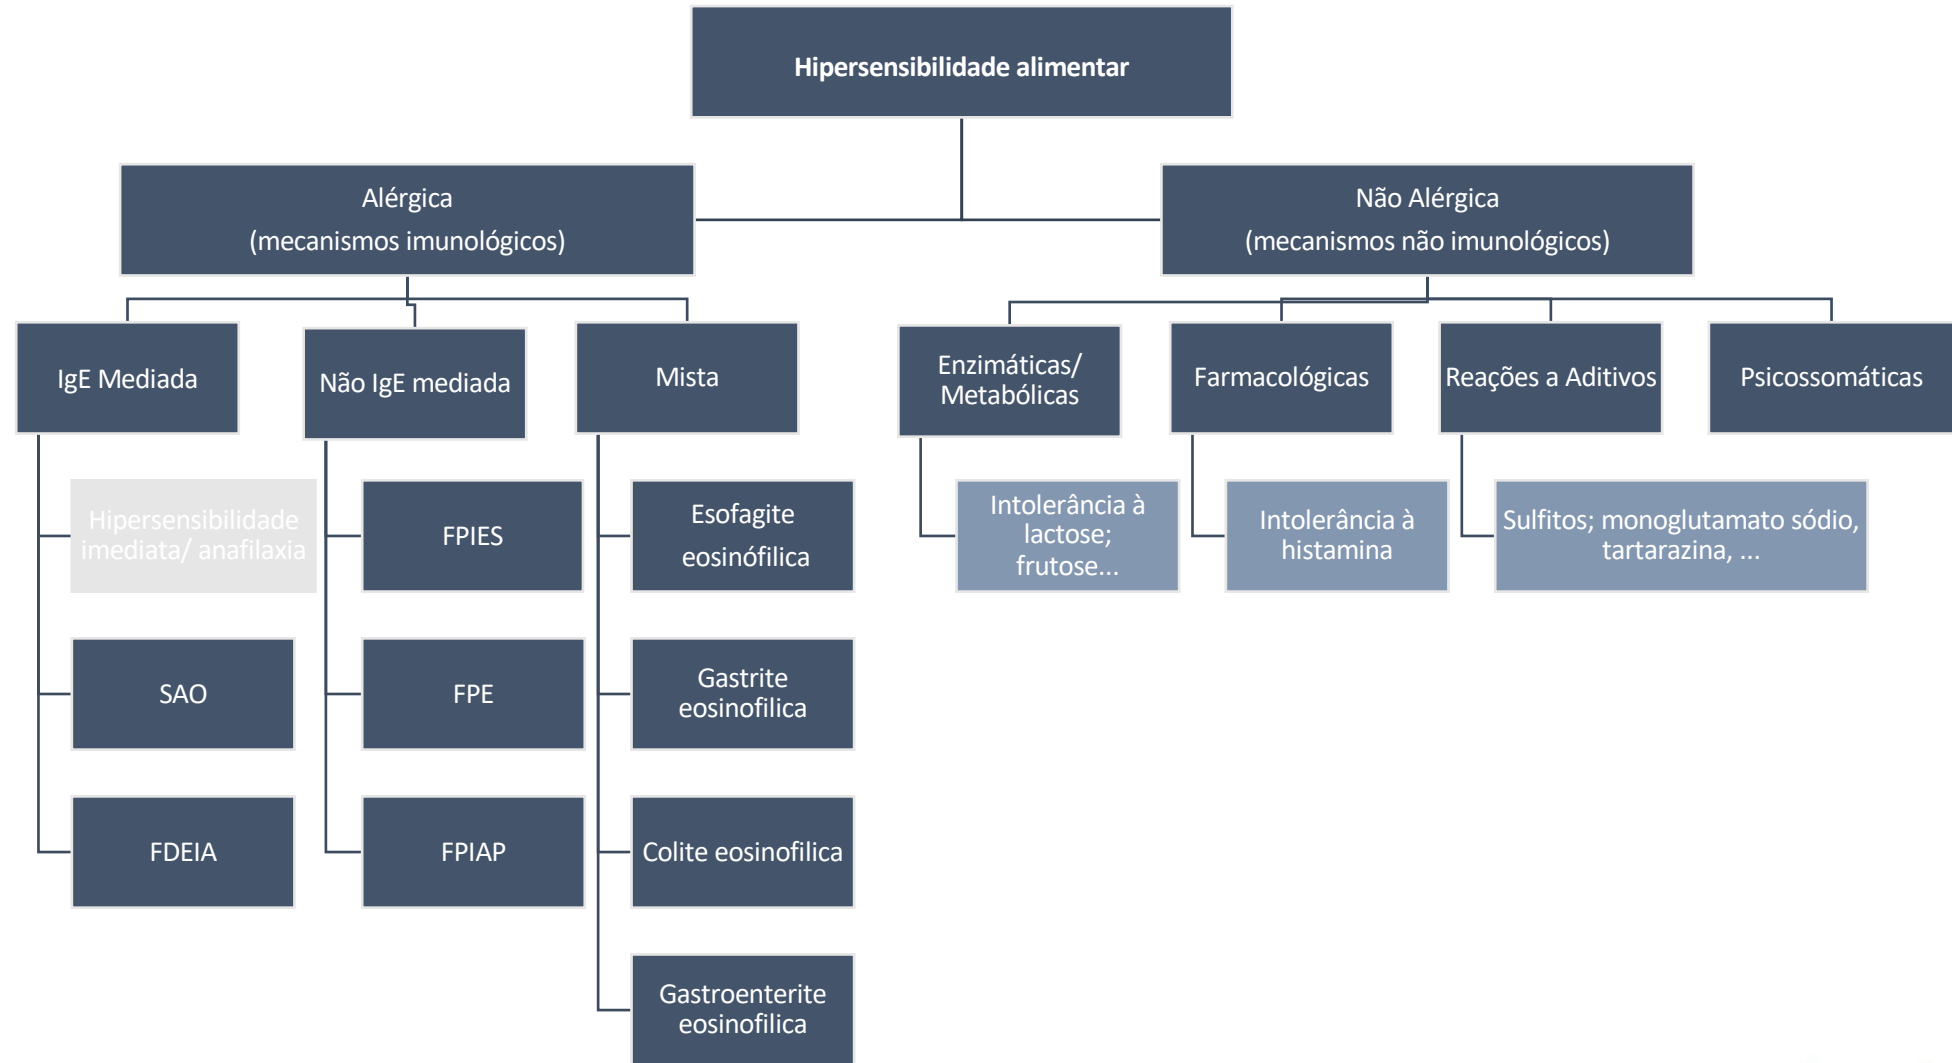 Hipersensibilidade alimentar
Alérgica
(mecanismos imunológicos)
Não Alérgica
(mecanismos não imunológicos)
IgE Mediada
Não IgE mediada
Mista
Enzimáticas/
Metabólicas
Farmacológicas
Reações a Aditivos
Psicossomáticas
Hipersensibilidade
imediata/ anafilaxia
FPIES
Esofagite
eosinófilica
Intolerância à
lactose;
frutose...
Intolerância à
histamina
Sulfitos; monoglutamato sódio,
tartarazina, ...
SAO
FPE
Gastrite
eosinofilica
FDEIA
FPIAP
Colite eosinofilica
Gastroenterite
eosinofilica